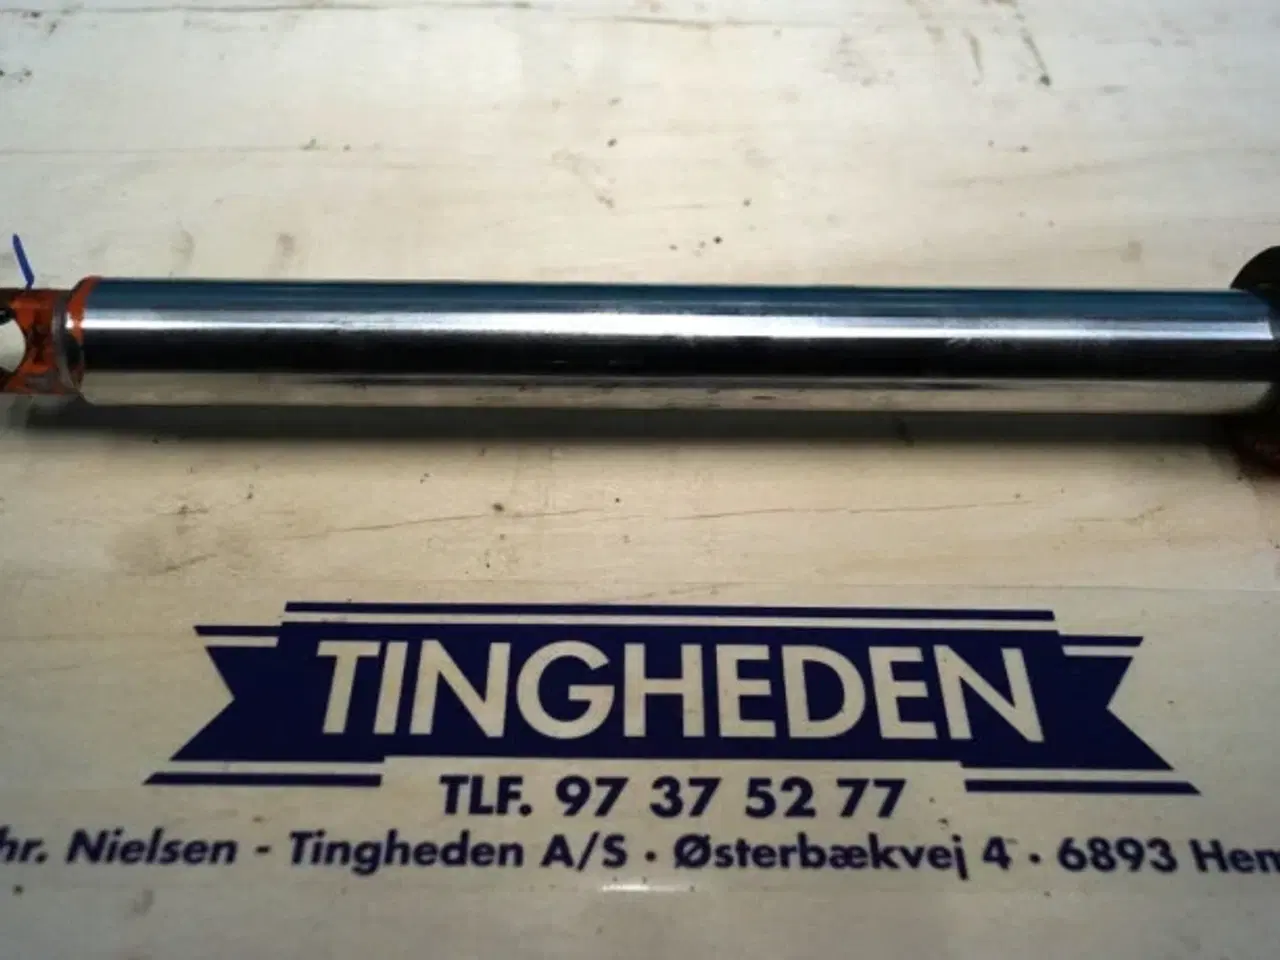 TINGHEDEN
TLF. 97 37 52 77
hr. Nielsen - Tingheden A/S · Østerbækvej 4 · 6893 Hem